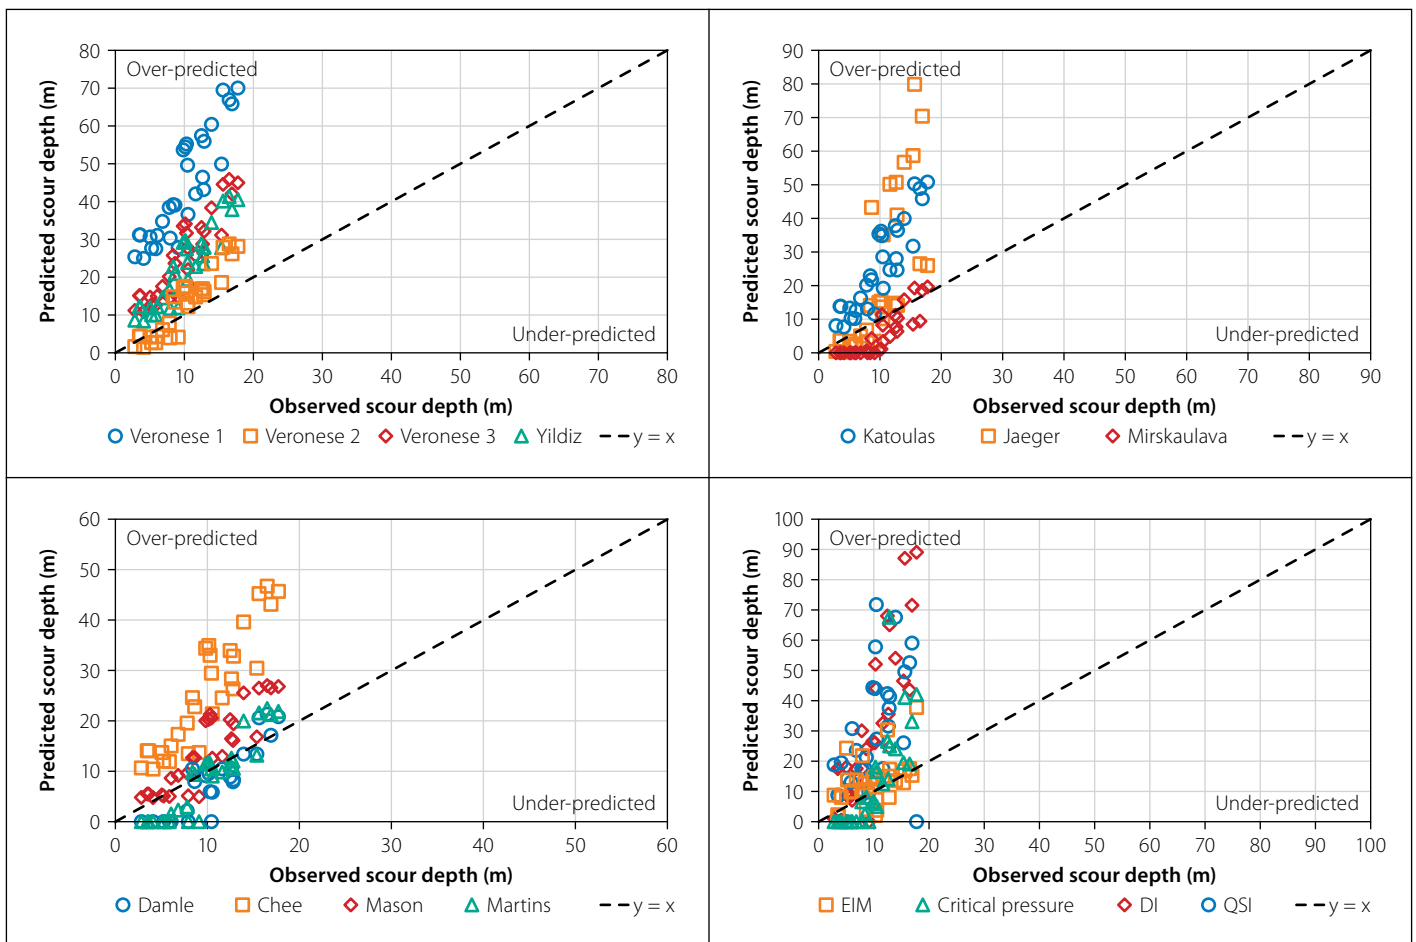 80
70
60
50
40
30
20
10
0
Predicted scour depth (m)
Over-predicted
Under-predicted
0 10 20 30 40 50 60 70 80
Observed scour depth (m)
Veronese 1 Veronese 2 Veronese 3 Yildiz y = x
90
80
70
60
50
40
30
20
10
0
Predicted scour depth (m)
Over-predicted
Under-predicted
0 10 20 30 40 50 60 70 80 90
Observed scour depth (m)
Katoulas Jaeger Mirskaulava y = x
60
50
40
30
20
10
0
Predicted scour depth (m)
Over-predicted
Under-predicted
0 10 20 30 40 50 60
Observed scour depth (m)
Damle Chee Mason Martins y = x
100
90
80
70
60
50
40
30
20
10
0
Predicted scour depth (m)
Over-predicted
Under-predicted
0 10 20 30 40 50 60 70 80 90 100
Observed scour depth (m)
EIM Critical pressure DI QSI y = x